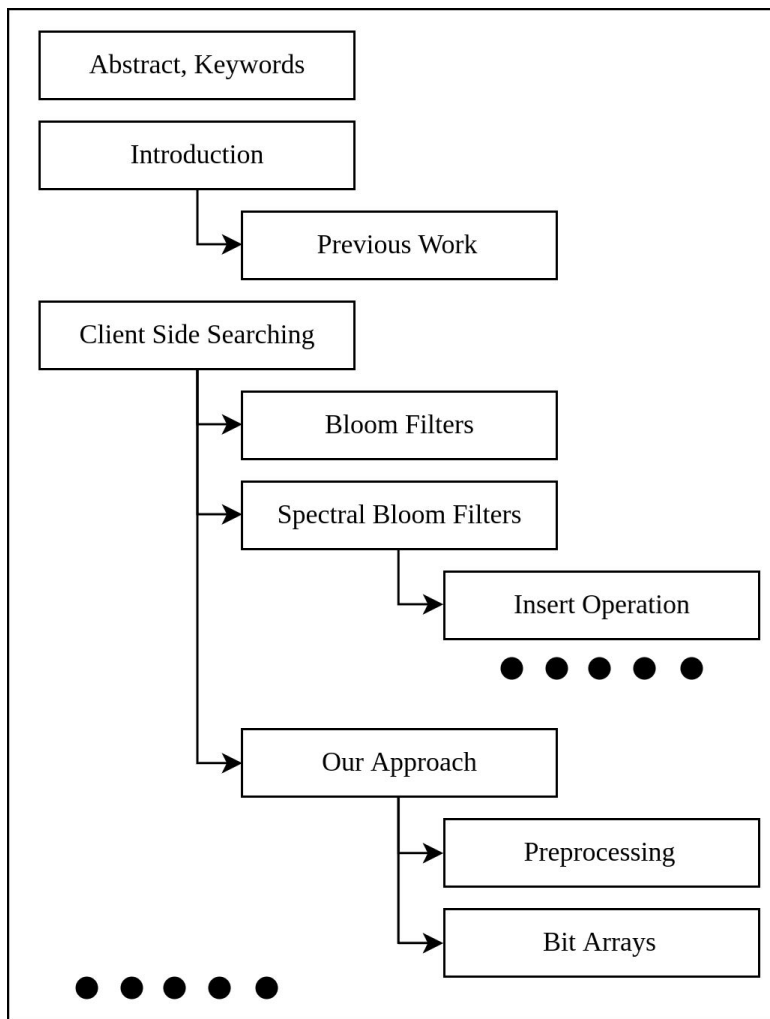 Abstract, Keywords
Introduction
Previous Work
Client Side Searching
Bloom Filters
Spectral Bloom Filters
Insert Operation
Our Approach
Preprocessing
Bit Arrays